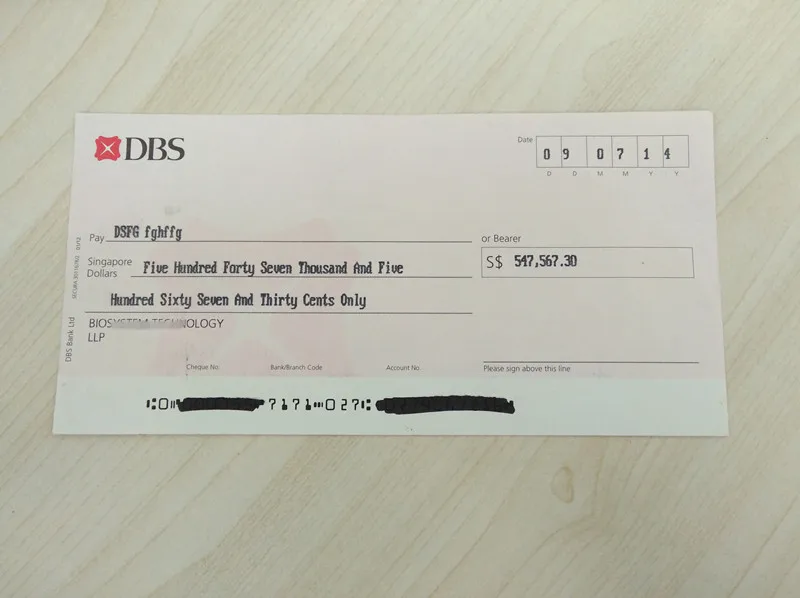 DBS
Date
0 9 0 7 1 4
D D M M Y Y
Pay DSFG fghffg
or Bearer
Singapore Dollars Five Hundred Forty Seven Thousand And Five
S$ 547,567.30
Hundred Sixty Seven And Thirty Cents Only
BIOSYSTEM TECHNOLOGY
LLP
DBS Bank Ltd
Cheque No. Bank/Branch Code Account No. Please sign above this line
7171 027